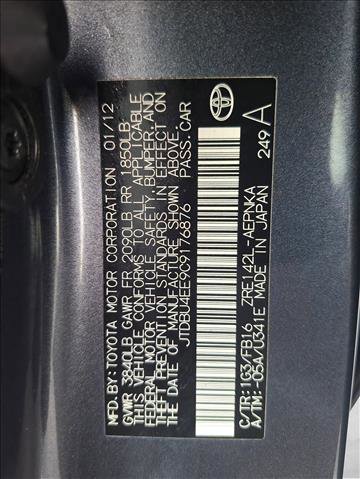 MFD.BY:TOYOTA MOTOR CORPORATION 01/12
GVWR 3840LB GAWR FR 2090LB RR 1850LB
THIS VEHICLE CONFORMS TO ALL APPLICABLE
FEDERAL MOTOR VEHICLE SAFETY, BUMPER, AND
THEFT PREVENTION STANDARDS IN EFFECT ON
THE DATE OF MANUFACTURE SHOWN ABOVE.
JTDBU4EE9C9176876 PASS.CAR
C/TR:1G3/FB16 ZRE142L-AEPNKA
A/TM:-05A/U341E MADE IN JAPAN
249 A